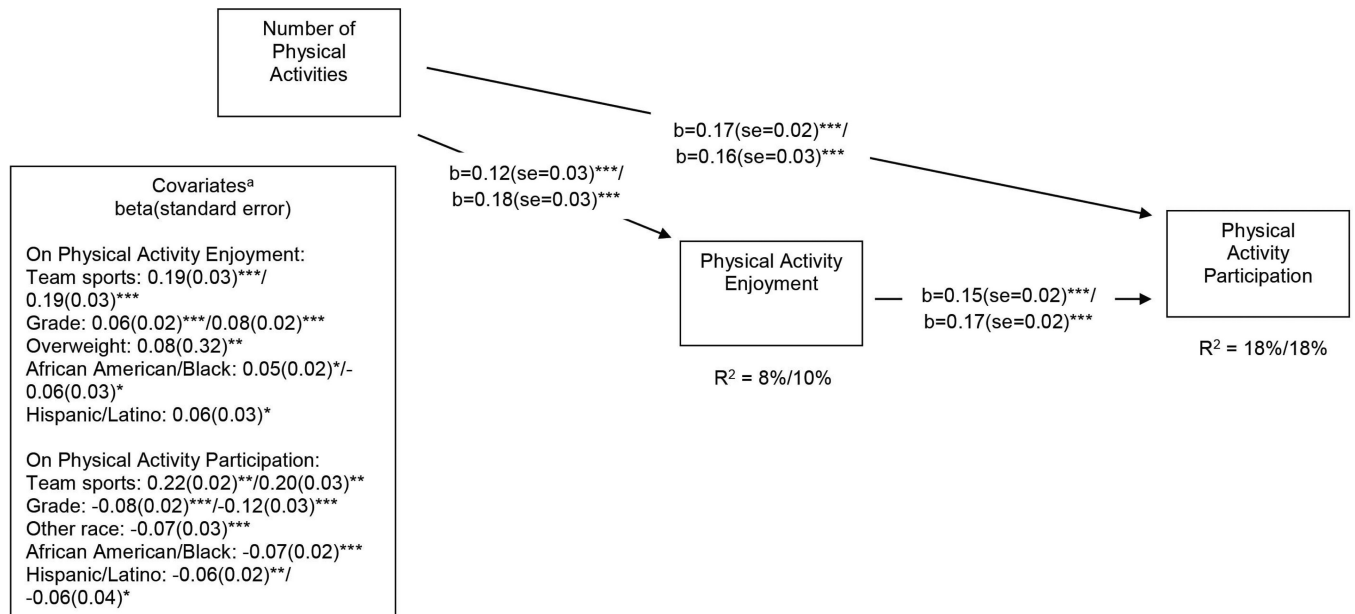 Number of
Physical
Activities
b=0.17(se=0.02)***/
b=0.16(se=0.03)***
b=0.12(se=0.03)***/
b=0.18(se=0.03)***
Physical Activity
Enjoyment
R² = 8%/10%
b=0.15(se=0.02)***/
b=0.17(se=0.02)***
Physical
Activity
Participation
R² = 18%/18%
Covariatesᵃ
beta(standard error)
On Physical Activity Enjoyment:
Team sports: 0.19(0.03)***/
0.19(0.03)***
Grade: 0.06(0.02)***/0.08(0.02)***
Overweight: 0.08(0.32)**
African American/Black: 0.05(0.02)*/-
0.06(0.03)*
Hispanic/Latino: 0.06(0.03)*
On Physical Activity Participation:
Team sports: 0.22(0.02)**/0.20(0.03)**
Grade: -0.08(0.02)***/-0.12(0.03)***
Other race: -0.07(0.03)***
African American/Black: -0.07(0.02)***
Hispanic/Latino: -0.06(0.02)**/
-0.06(0.04)*